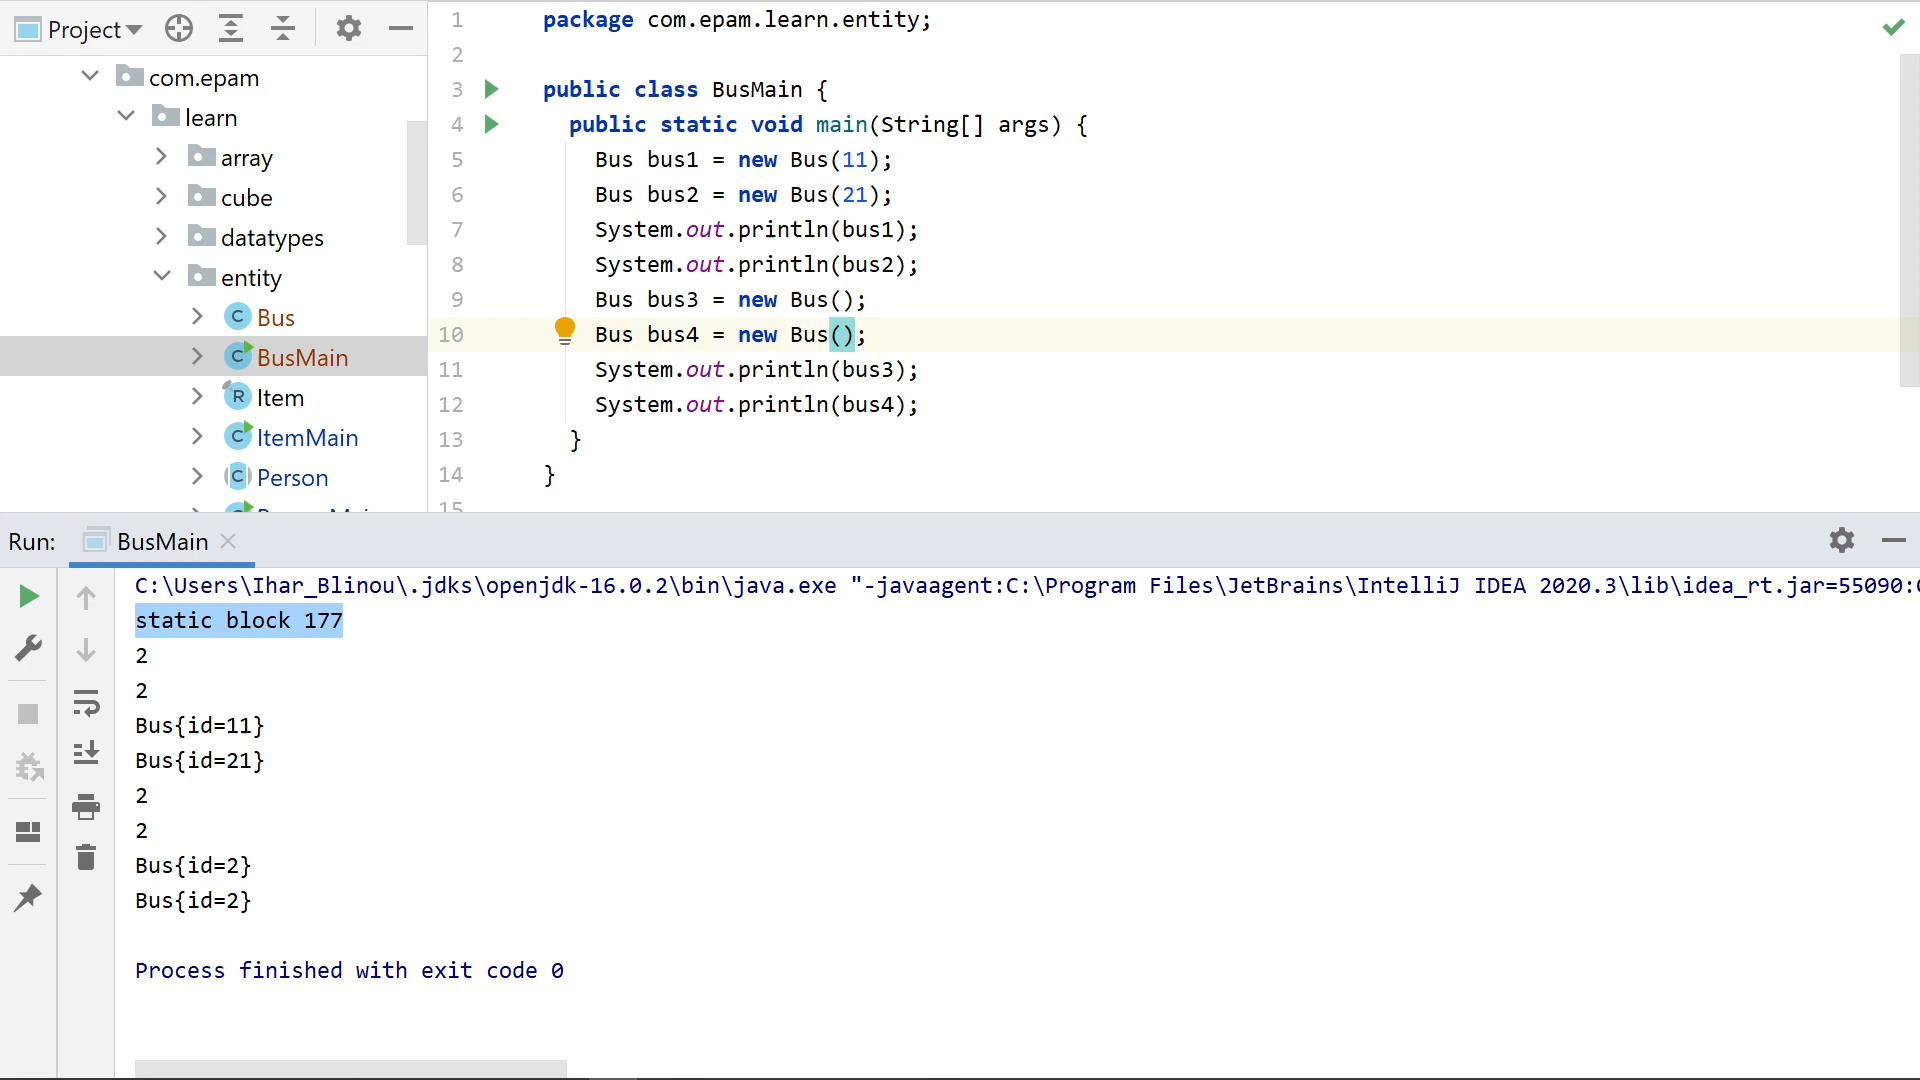 Project
com.epam
learn
array
cube
datatypes
entity
Bus
BusMain
Item
ItemMain
Person
1 package com.epam.learn.entity;
2
3 public class BusMain {
4 public static void main(String[] args) {
5 Bus bus1 = new Bus(11);
6 Bus bus2 = new Bus(21);
7 System.out.println(bus1);
8 System.out.println(bus2);
9 Bus bus3 = new Bus();
10 Bus bus4 = new Bus();
11 System.out.println(bus3);
12 System.out.println(bus4);
13 }
14 }
15
Run: BusMain
C:\Users\Ihar_Blinou\.jdks\openjdk-16.0.2\bin\java.exe "-javaagent:C:\Program Files\JetBrains\IntelliJ IDEA 2020.3\lib\idea_rt.jar=55090:
static block 177
2
2
Bus{id=11}
Bus{id=21}
2
2
Bus{id=2}
Bus{id=2}
Process finished with exit code 0